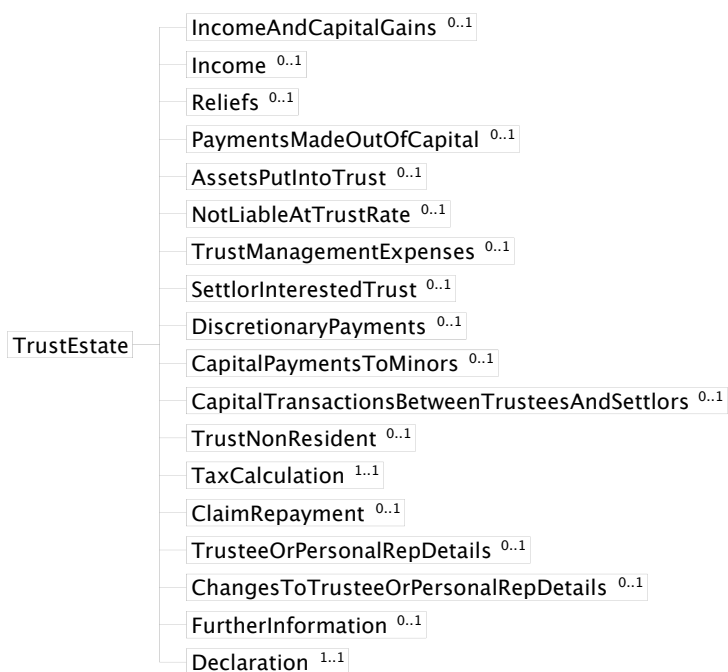 IncomeAndCapitalGains 0..1
Income 0..1
Reliefs 0..1
PaymentsMadeOutOfCapital 0..1
AssetsPutIntoTrust 0..1
NotLiableAtTrustRate 0..1
TrustManagementExpenses 0..1
SettlorInterestedTrust 0..1
DiscretionaryPayments 0..1
TrustEstate
CapitalPaymentsToMinors 0..1
CapitalTransactionsBetweenTrusteesAndSettlors 0..1
TrustNonResident 0..1
TaxCalculation 1..1
ClaimRepayment 0..1
TrusteeOrPersonalRepDetails 0..1
ChangesToTrusteeOrPersonalRepDetails 0..1
FurtherInformation 0..1
Declaration 1..1